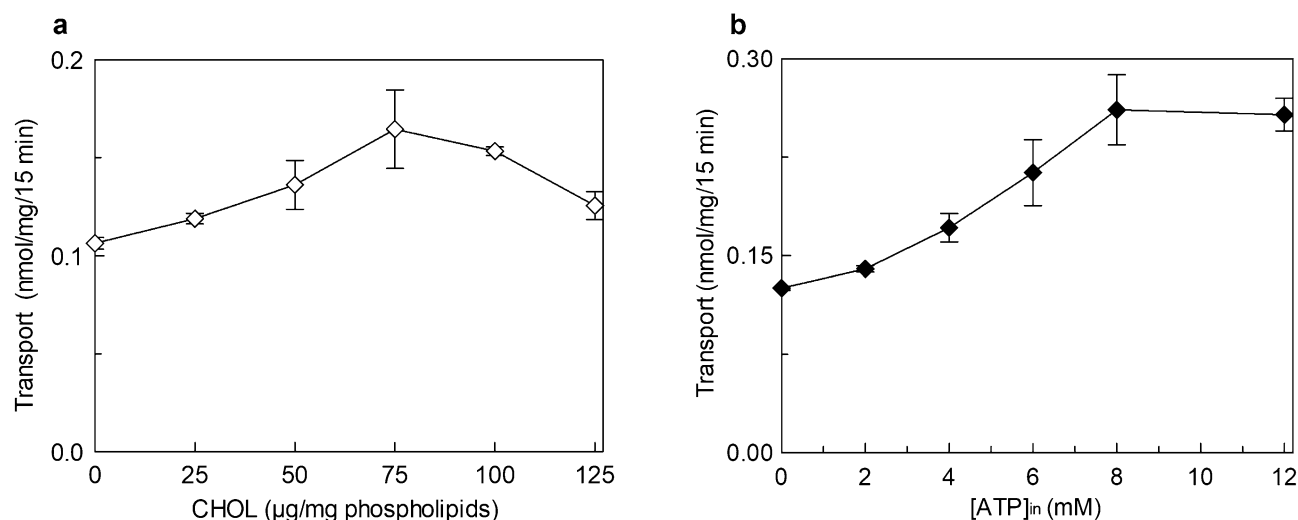 a
Transport (nmol/mg/15 min)
0.2
0.1
0.0
0 25 50 75 100 125
CHOL (µg/mg phospholipids)
b
Transport (nmol/mg/15 min)
0.30
0.15
0.00
0 2 4 6 8 10 12
[ATP]in (mM)